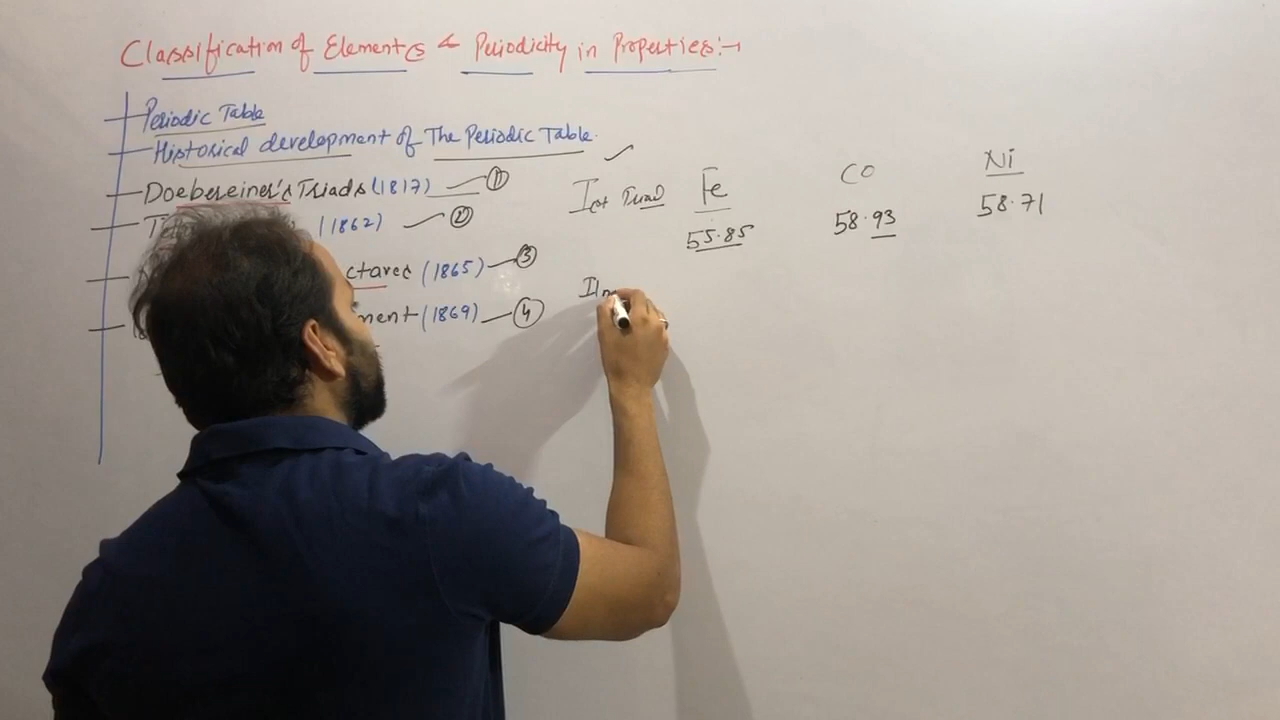 Classification of Elements & Periodicity in Properties:-
Periodic Table
Historical development of The Periodic Table.
Doebereiner's Triads (1817) 1
(1862) 2
ctaves (1865) 3
ment (1869) 4
Ist Triad Fe Co Ni
55.85 58.93 58.71
IIn